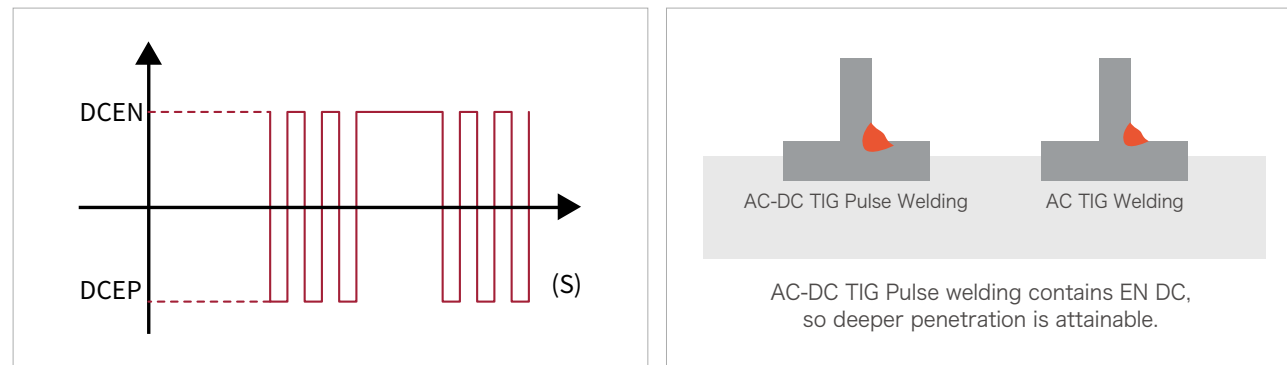 DCEN
DCEP
(S)
AC-DC TIG Pulse Welding
AC TIG Welding
AC-DC TIG Pulse welding contains EN DC,
so deeper penetration is attainable.